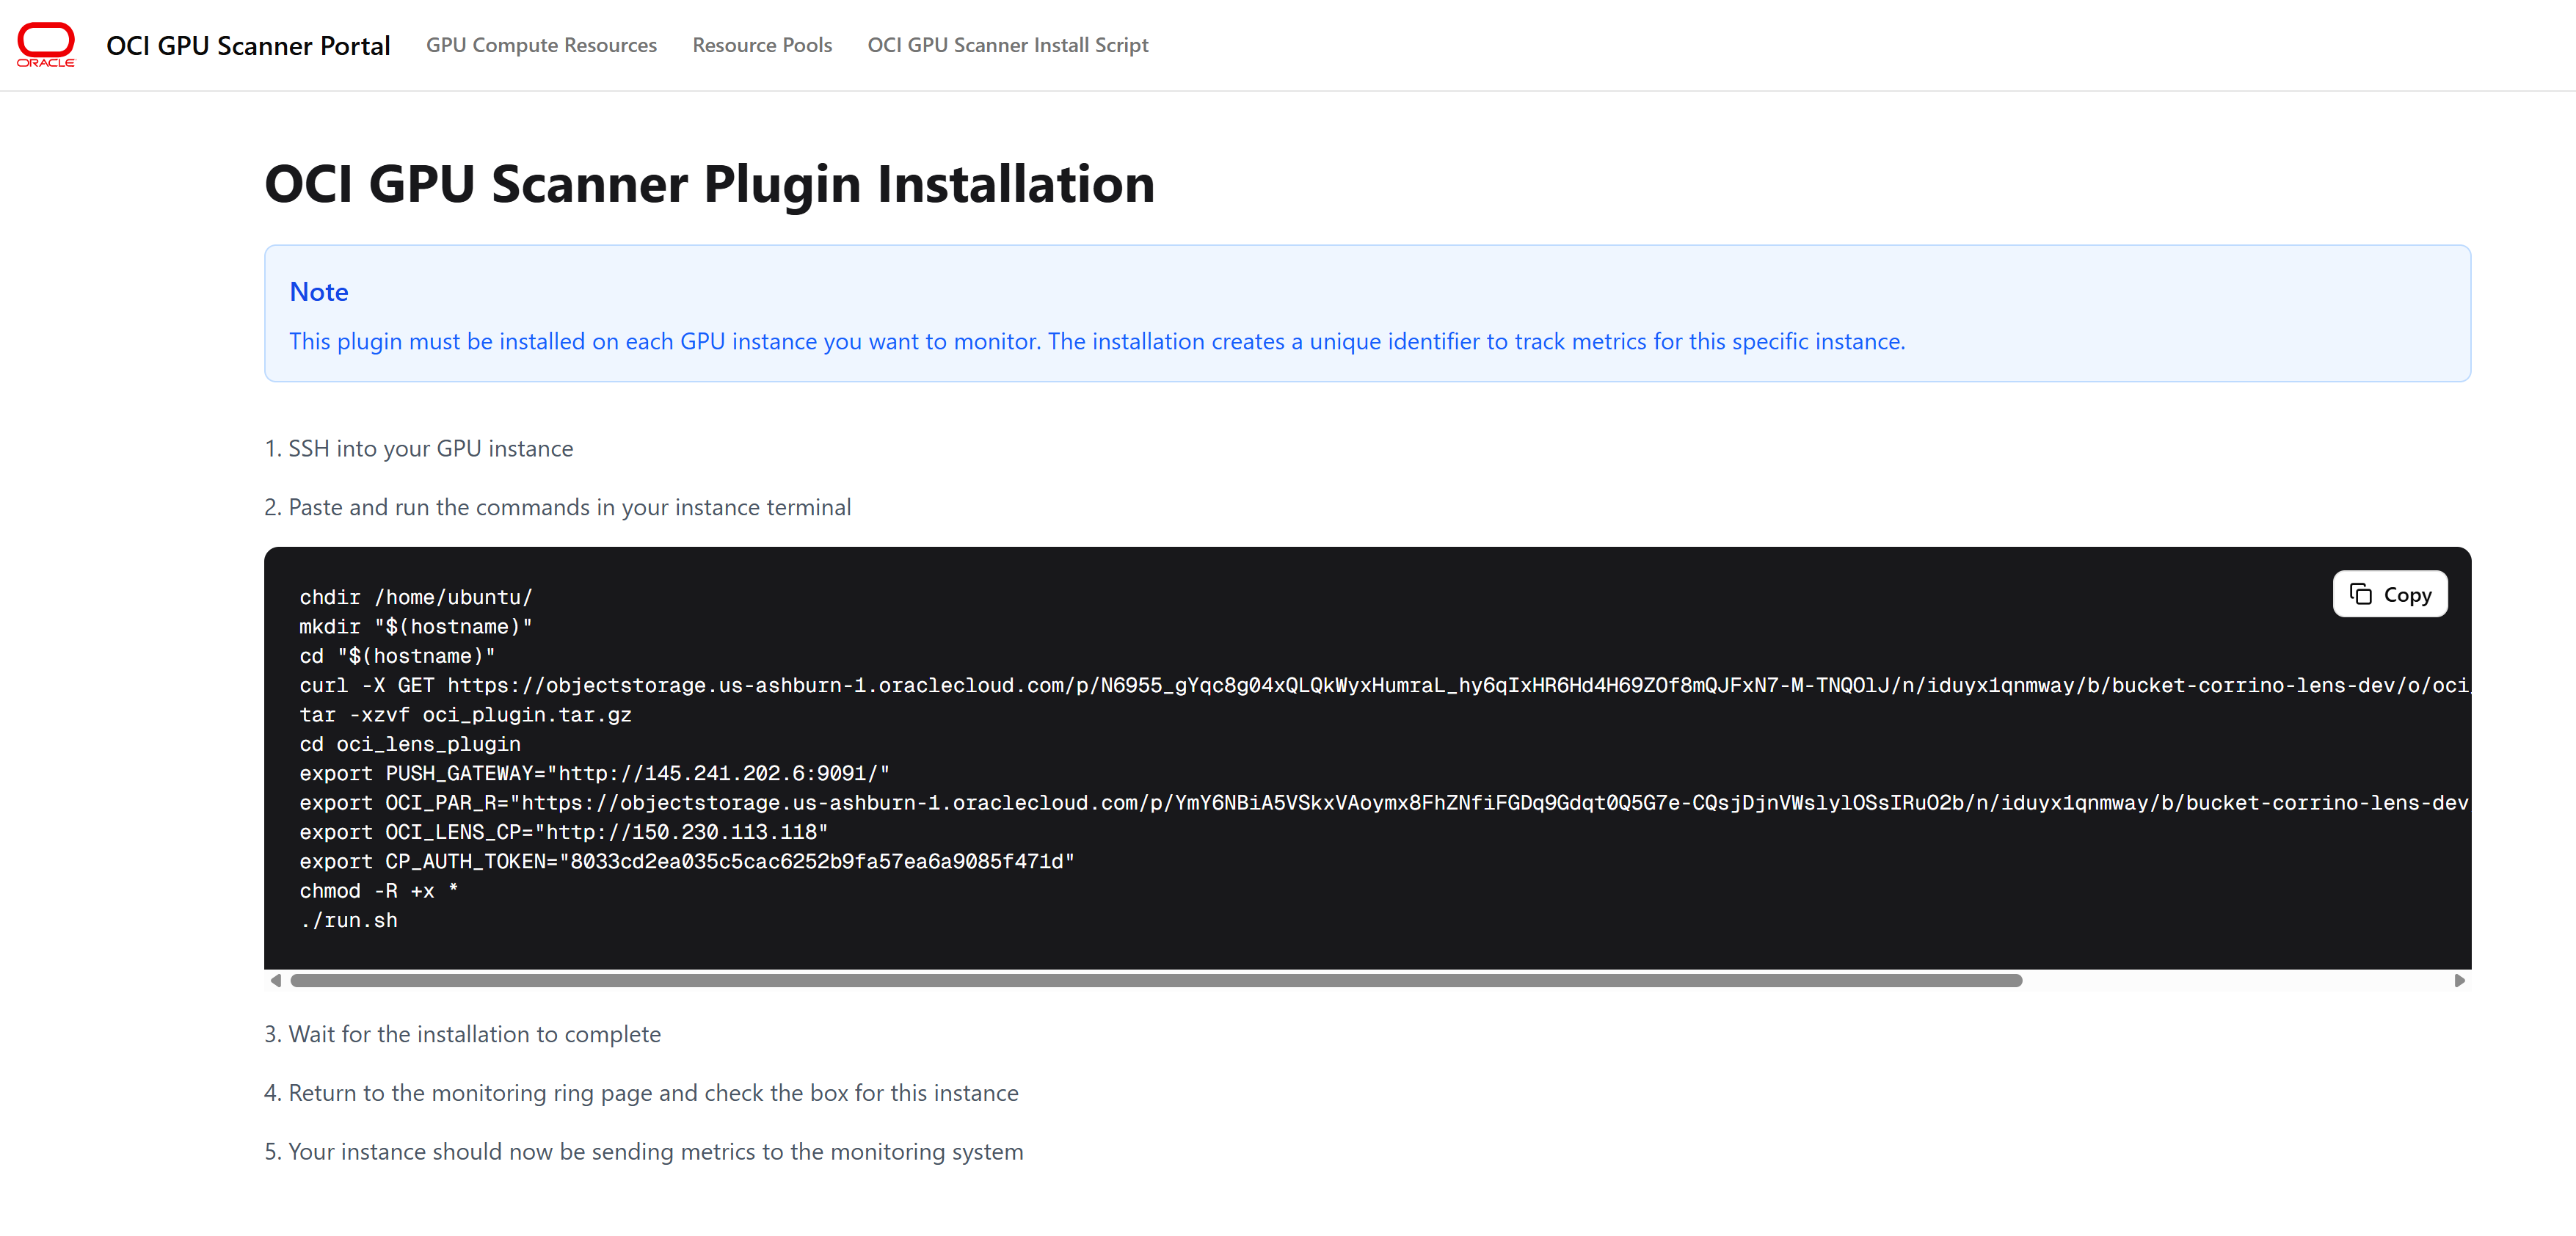 ORACLE
OCI GPU Scanner Portal
GPU Compute Resources
Resource Pools
OCI GPU Scanner Install Script
OCI GPU Scanner Plugin Installation
Note
This plugin must be installed on each GPU instance you want to monitor. The installation creates a unique identifier to track metrics for this specific instance.
1. SSH into your GPU instance
2. Paste and run the commands in your instance terminal
Copy
chdir /home/ubuntu/
mkdir "$(hostname)"
cd "$(hostname)"
curl -X GET https://objectstorage.us-ashburn-1.oraclecloud.com/p/N6955_gYqc8g04xQLQkWyxHumraL_hy6qIxHR6Hd4H69ZOf8mQJFxN7-M-TNQOlJ/n/iduyx1qnmway/b/bucket-corrino-lens-dev/o/oci_
tar -xzvf oci_plugin.tar.gz
cd oci_lens_plugin
export PUSH_GATEWAY="http://145.241.202.6:9091/"
export OCI_PAR_R="https://objectstorage.us-ashburn-1.oraclecloud.com/p/YmY6NBiA5VSkxVAoymx8FhZNfiFGDq9Gdqt0Q5G7e-CQsjDjnVWslylOSsIRuO2b/n/iduyx1qnmway/b/bucket-corrino-lens-dev
export OCI_LENS_CP="http://150.230.113.118"
export CP_AUTH_TOKEN="8033cd2ea035c5cac6252b9fa57ea6a9085f471d"
chmod -R +x *
./run.sh
3. Wait for the installation to complete
4. Return to the monitoring ring page and check the box for this instance
5. Your instance should now be sending metrics to the monitoring system